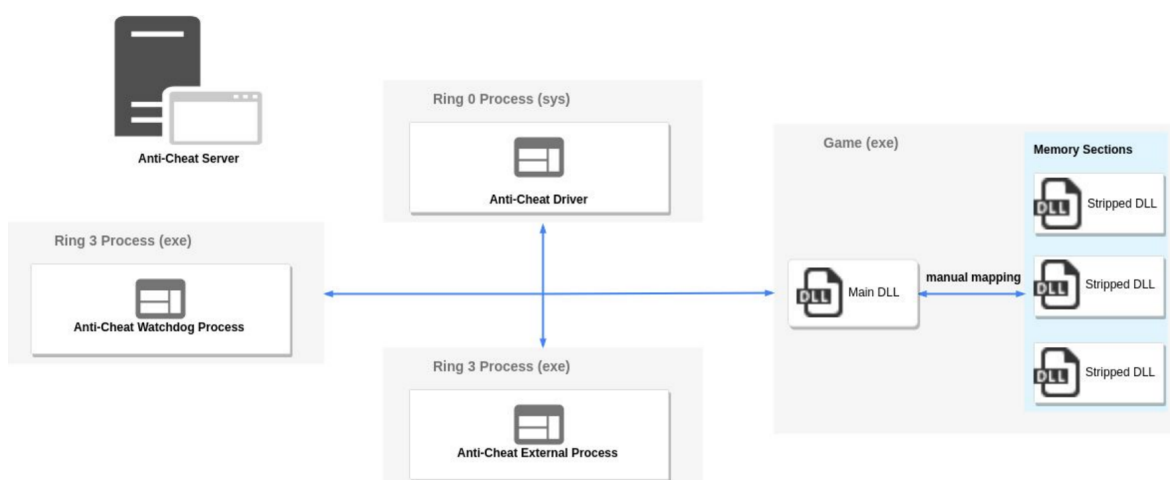 Anti-Cheat Server
Ring 0 Process (sys)
Anti-Cheat Driver
Ring 3 Process (exe)
Anti-Cheat Watchdog Process
Ring 3 Process (exe)
Anti-Cheat External Process
Game (exe)
DLL
Main DLL
manual mapping
Memory Sections
DLL
Stripped DLL
DLL
Stripped DLL
DLL
Stripped DLL